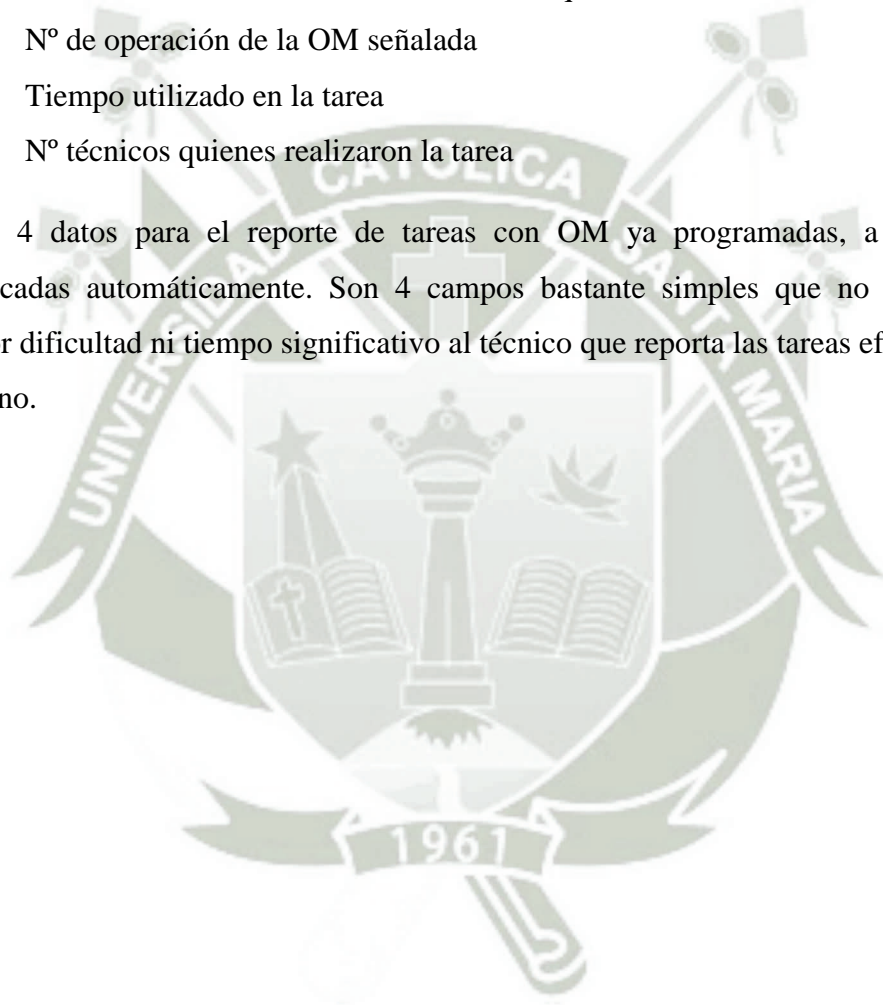 Nº de operación de la OM señalada
Tiempo utilizado en la tarea
Nº técnicos quienes realizaron la tarea
4 datos para el reporte de tareas con OM ya programadas, a
cadas automáticamente. Son 4 campos bastante simples que no
r dificultad ni tiempo significativo al técnico que reporta las tareas ef
no.
UNIVERSIDAD CATOLICA SANTA MARIA
1961